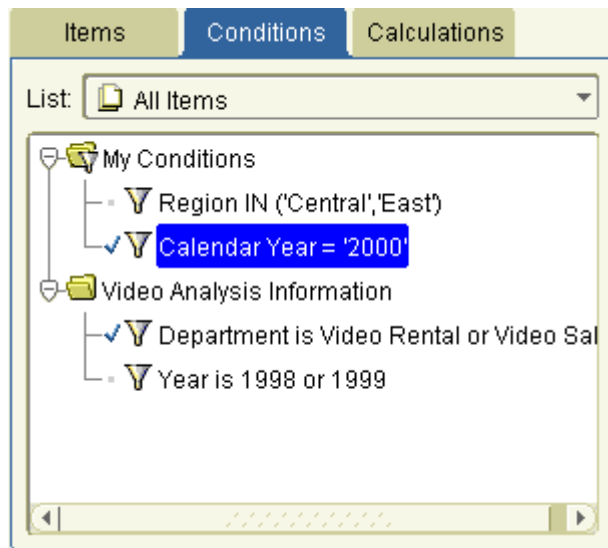 Items Conditions Calculations
List: All Items
My Conditions
Region IN ('Central','East')
Calendar Year = '2000'
Video Analysis Information
Department is Video Rental or Video Sal
Year is 1998 or 1999